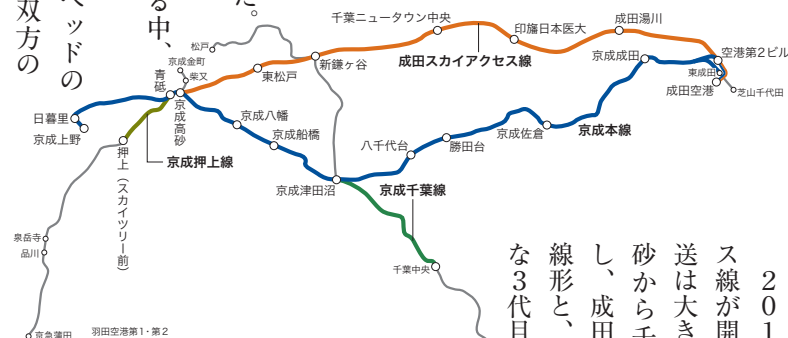 た。
る中、
ヘッドの
双方の
千葉ニュータウン中央
印旛日本医大
成田湯川
松戸
成田スカイアクセス線
京成成田
空港第2ビル
京成金町
新鎌ヶ谷
柴又
東松戸
青砥
東成田
成田空港
芝山千代田
京成高砂
日暮里
京成上野
京成八幡
京成船橋
八千代台
勝田台
京成佐倉
京成本線
押上(スカイツリー前)
京成押上線
京成津田沼
京成千葉線
泉岳寺
品川
千葉中央
京急蒲田
羽田空港第1・第2
201
ス線が開
送は大き
砂から千
し、成田
線形と、
な3代目